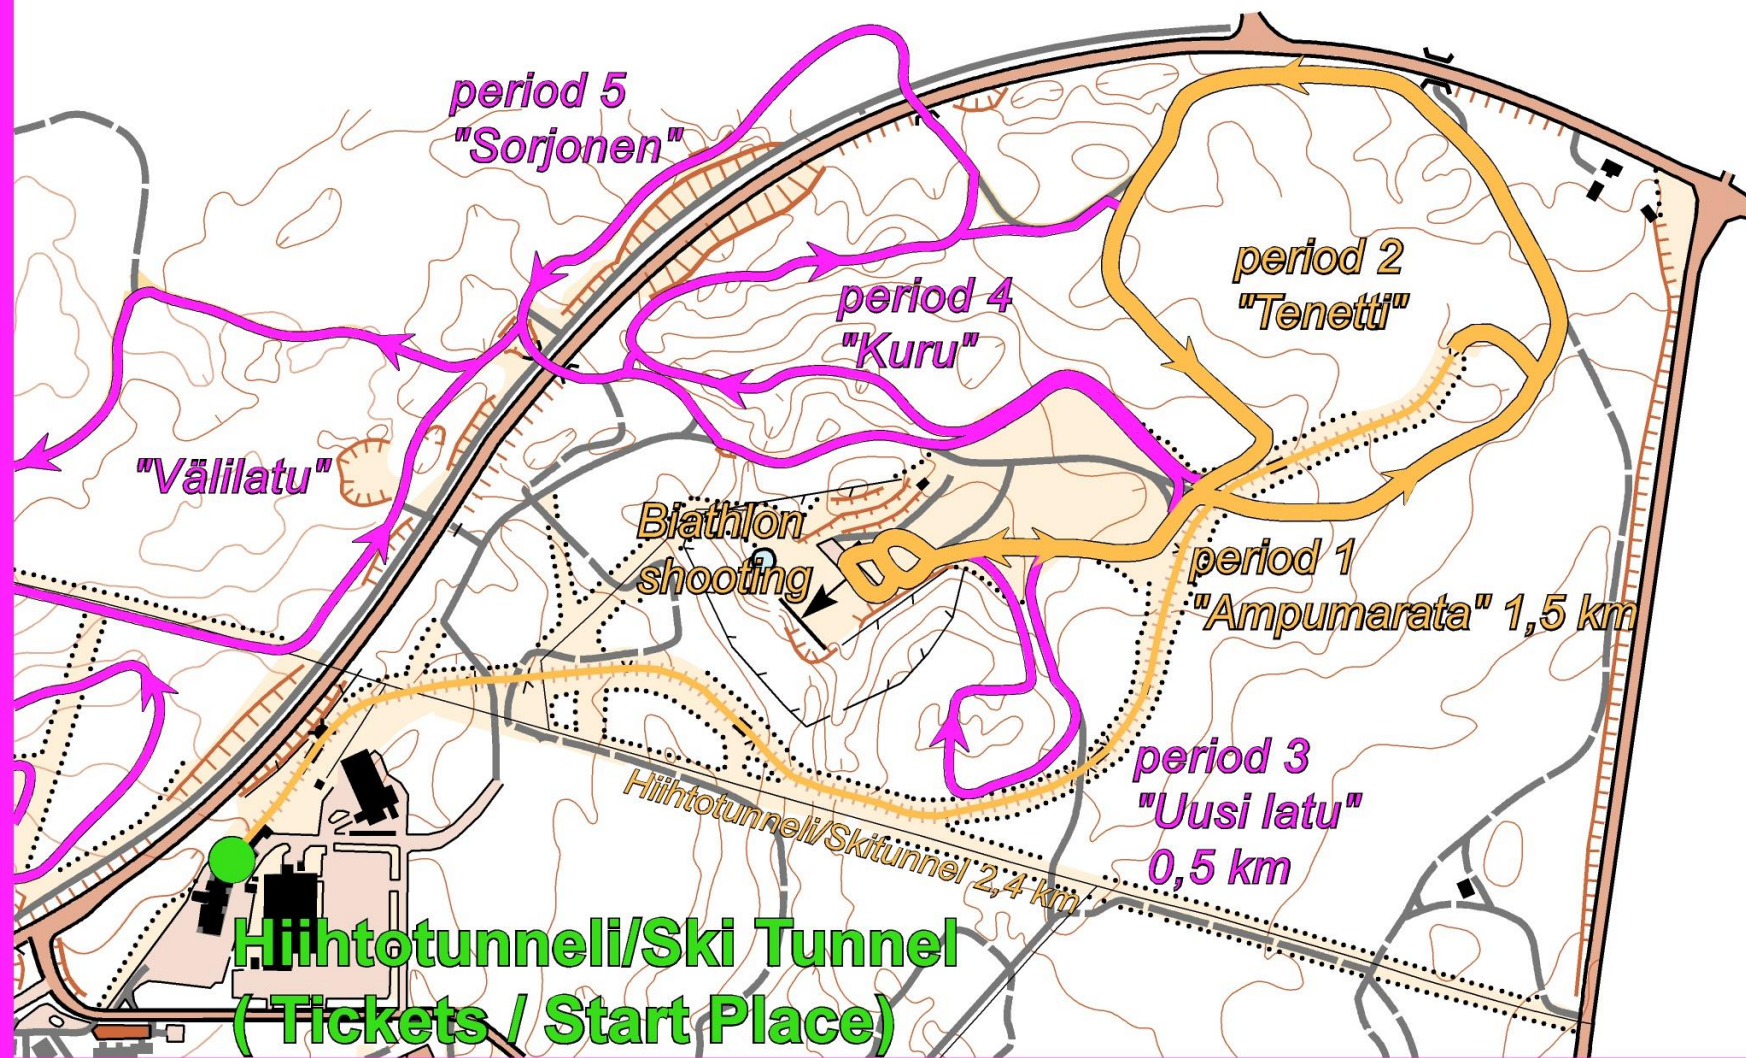 period 5
"Sorjonen"
period 2
"Tenetti"
period 4
"Kuru"
"Välilatu"
Biathlon
shooting
period 1
"Ampumarata" 1,5 km
period 3
"Uusi latu"
0,5 km
Hiihtotunneli/Skitunnel 2,4 km
Hiihtotunneli/Ski Tunnel
( Tickets / Start Place)